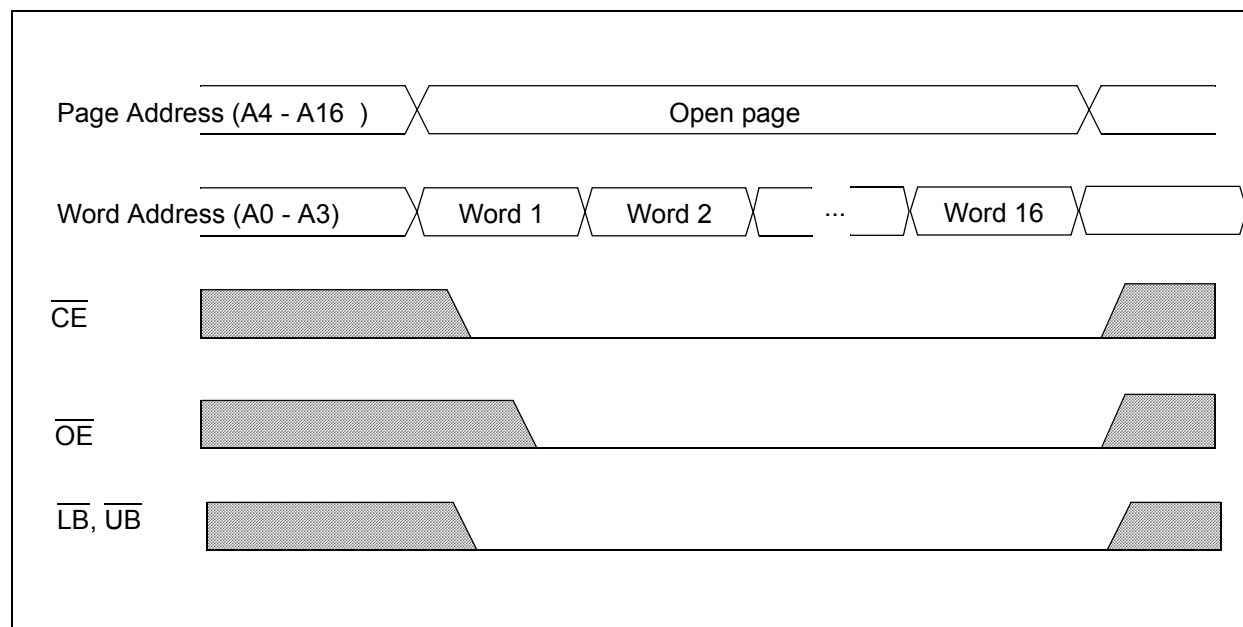 Page Address (A4 - A16 )
Open page
Word Address (A0 - A3)
Word 1
Word 2
...
Word 16
CE
OE
LB, UB